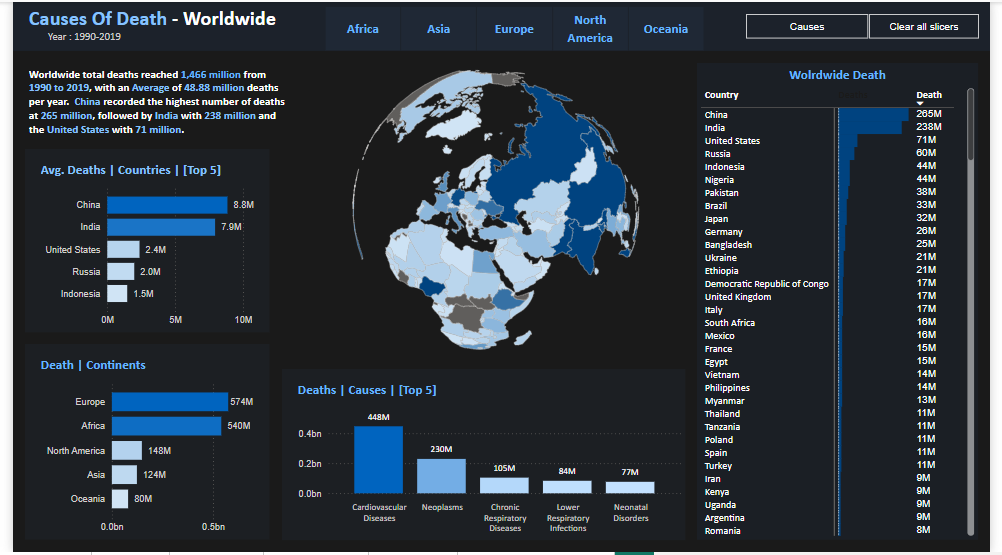 Causes Of Death - Worldwide
Year : 1990-2019
Africa
Asia
Europe
North
America
Oceania
Causes
Clear all slicers
Worldwide total deaths reached 1,466 million from
1990 to 2019, with an Average of 48.88 million deaths
per year. China recorded the highest number of deaths
at 265 million, followed by India with 238 million and
the United States with 71 million.
Avg. Deaths | Countries | [Top 5]
China 8.8M
India 7.9M
United States 2.4M
Russia 2.0M
Indonesia 1.5M
0M 5M 10M
Death | Continents
Europe 574M
Africa 540M
North America 148M
Asia 124M
Oceania 80M
0.0bn 0.5bn
Deaths | Causes | [Top 5]
0.4bn
0.2bn
0.0bn
448M
230M
105M
84M
77M
Cardiovascular
Diseases
Neoplasms
Chronic
Respiratory
Diseases
Lower
Respiratory
Infections
Neonatal
Disorders
Wolrdwide Death
Country Death
China 265M
India 238M
United States 71M
Russia 60M
Indonesia 44M
Nigeria 44M
Pakistan 38M
Brazil 33M
Japan 32M
Germany 26M
Bangladesh 25M
Ukraine 21M
Ethiopia 21M
Democratic Republic of Congo 17M
United Kingdom 17M
Italy 17M
South Africa 16M
Mexico 16M
France 15M
Egypt 15M
Vietnam 14M
Philippines 14M
Myanmar 13M
Thailand 11M
Tanzania 11M
Poland 11M
Spain 11M
Turkey 11M
Iran 9M
Kenya 9M
Uganda 9M
Argentina 9M
Romania 8M